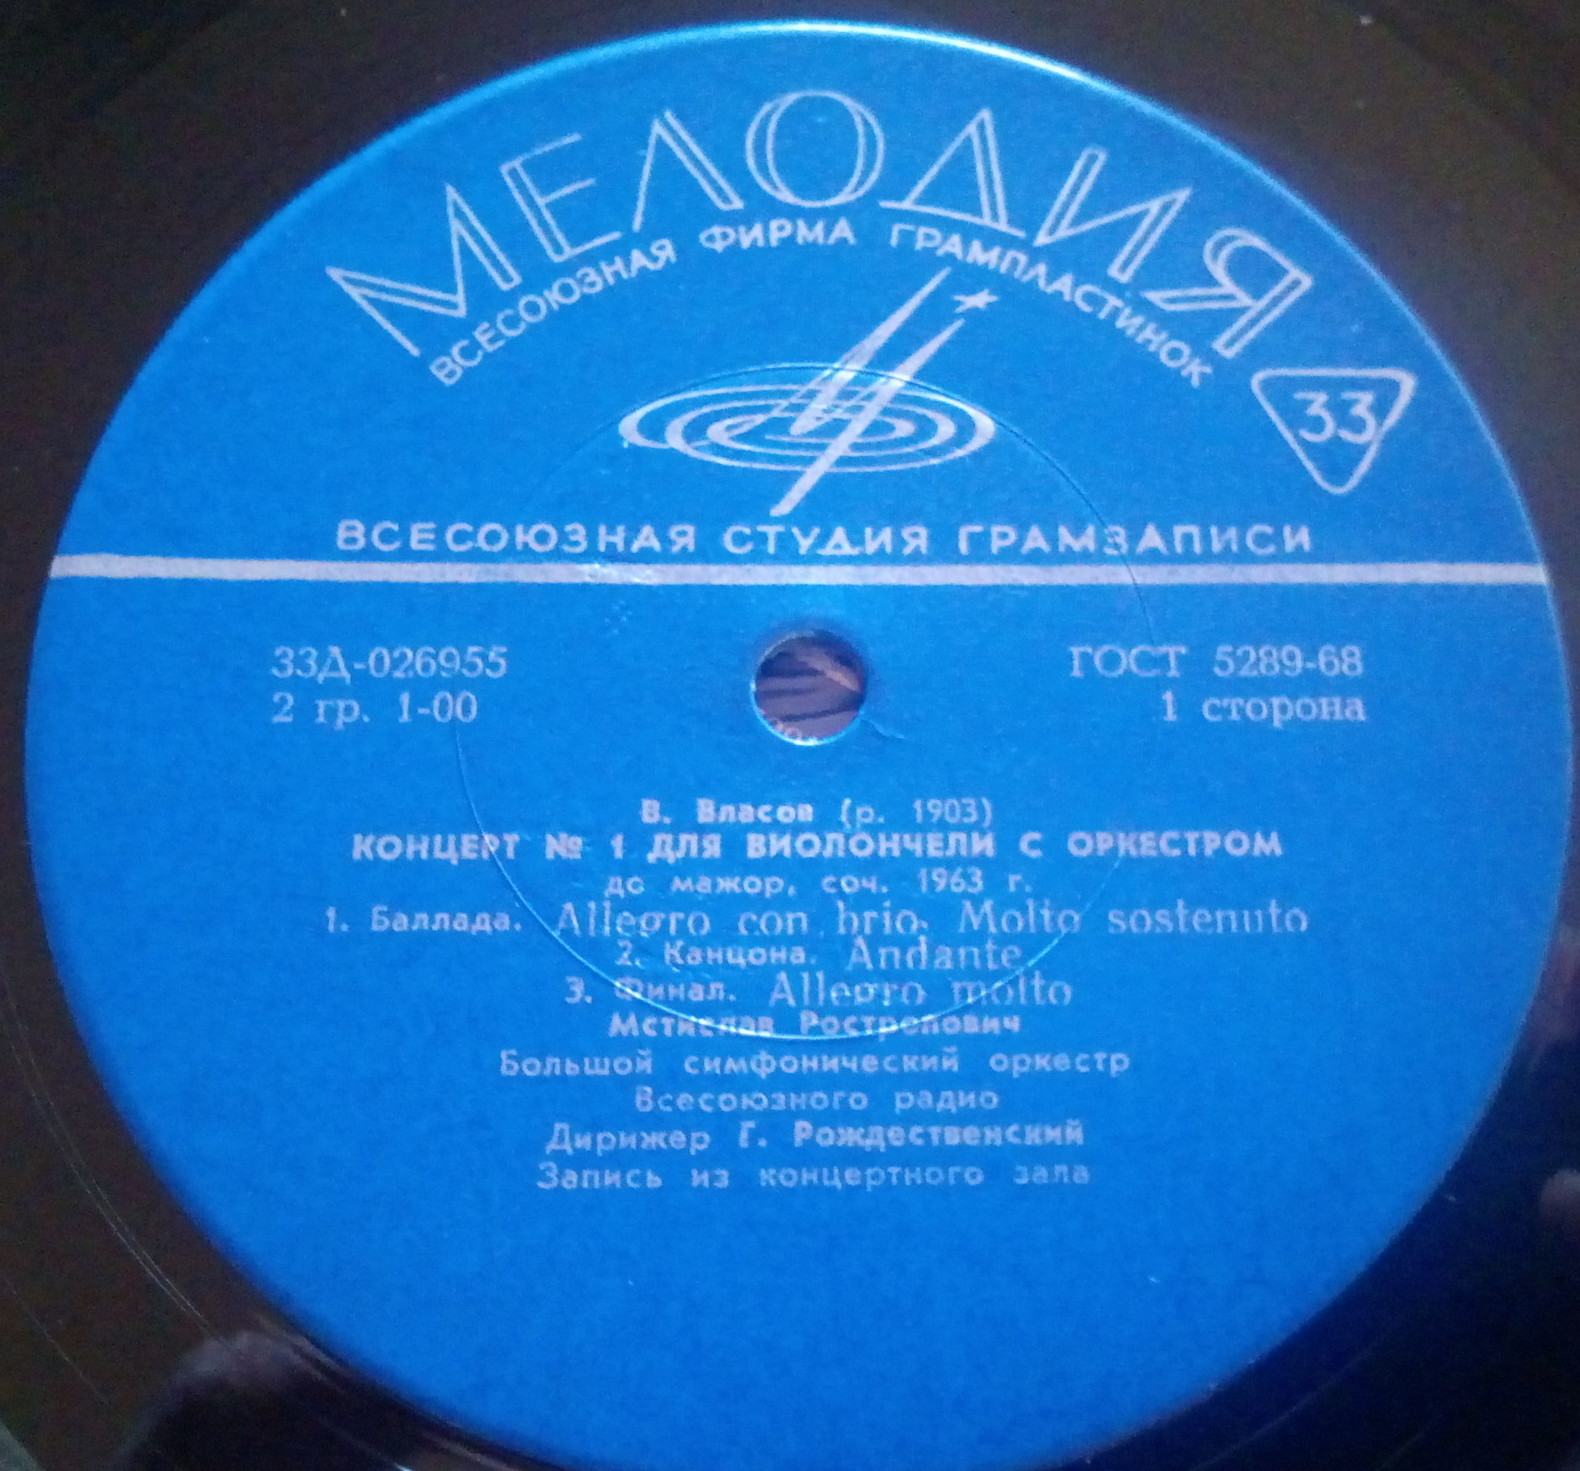 МЕЛОДИЯ
ВСЕСОЮЗНАЯ ФИРМА ГРАМПЛАСТИНОК
33
ВСЕСОЮЗНАЯ СТУДИЯ ГРАМЗАПИСИ
33Д-026955 ГОСТ 5289-68
2 гр. 1-00 1 сторона
В. Власов (р. 1903)
КОНЦЕРТ № 1 ДЛЯ ВИОЛОНЧЕЛИ С ОРКЕСТРОМ
до мажор, соч. 1963 г.
1. Баллада. Allegro con brio. Molto sostenuto
2. Канцона. Andante
3. Финал. Allegro molto
Мстислав Ростропович
Большой симфонический оркестр
Всесоюзного радио
Дирижер Г. Рождественский
Запись из концертного зала